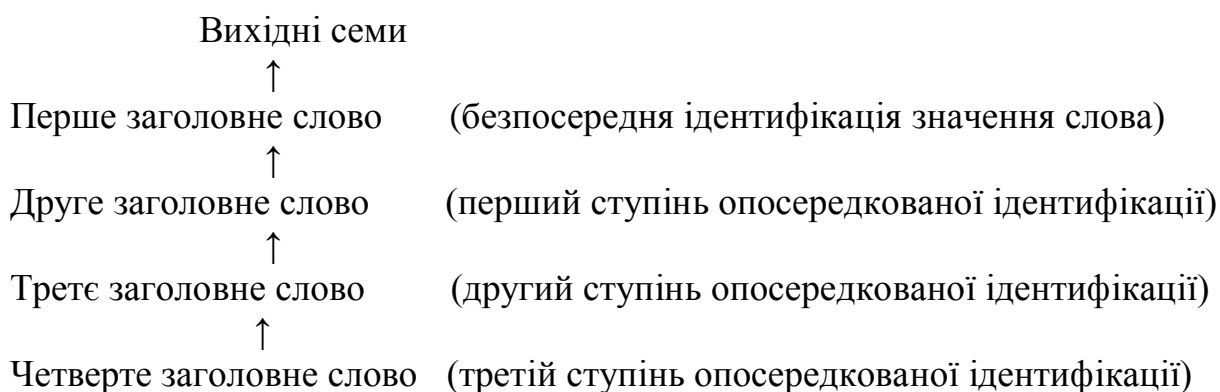 Вихідні семи
↑
Перше заголовне слово (безпосередня ідентифікація значення слова)
↑
Друге заголовне слово (перший ступінь опосередкованої ідентифікації)
↑
Третє заголовне слово (другий ступінь опосередкованої ідентифікації)
↑
Четверте заголовне слово (третій ступінь опосередкованої ідентифікації)